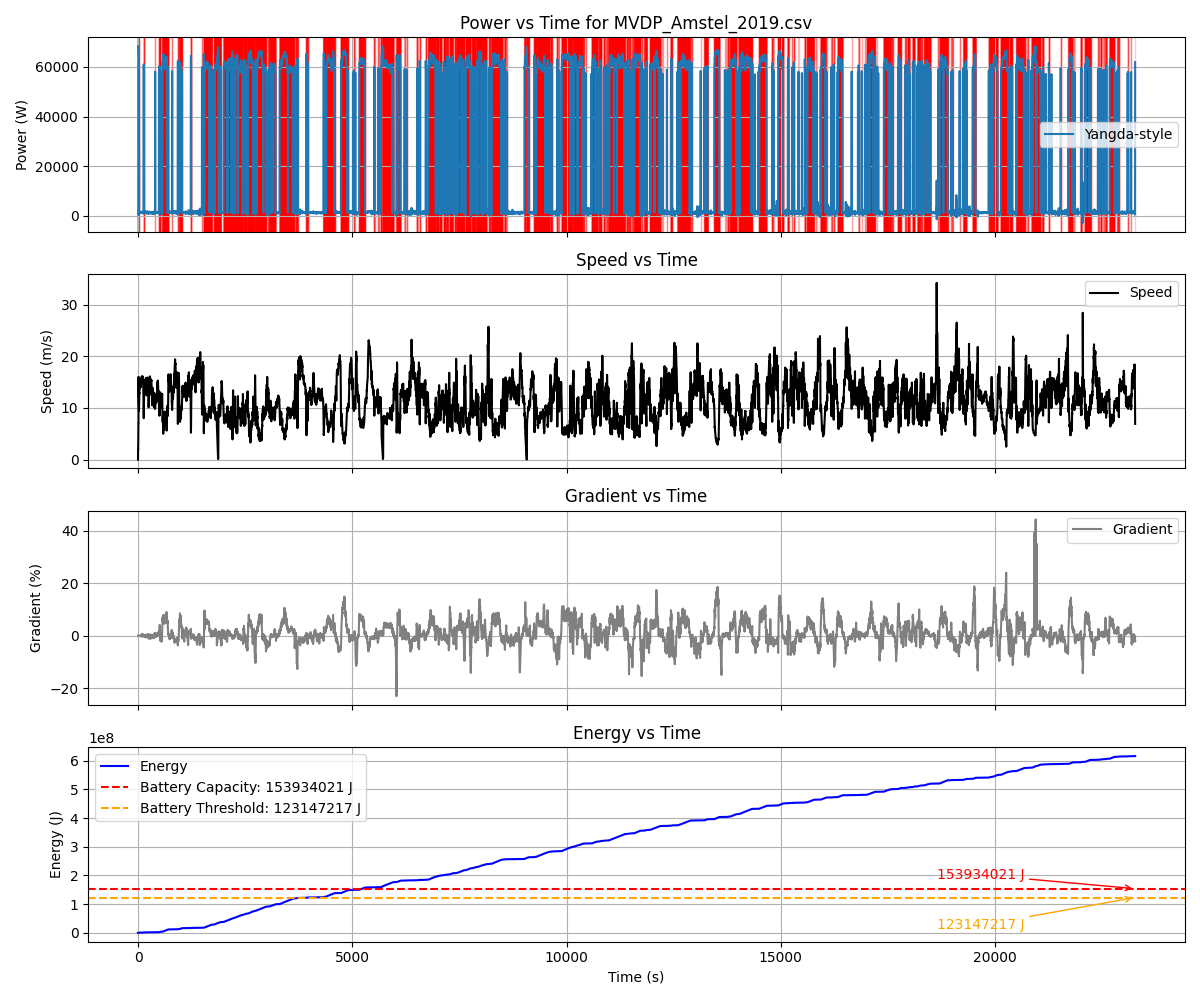 Power vs Time for MVDP_Amstel_2019.csv
60000
40000
20000
0
Power (W)
Yangda-style
Speed vs Time
30
20
10
0
Speed (m/s)
Speed
Gradient vs Time
40
20
0
−20
Gradient (%)
Gradient
Energy vs Time
1e8
6
5
4
3
2
1
0
Energy (J)
Energy
Battery Capacity: 153934021 J
Battery Threshold: 123147217 J
153934021 J
123147217 J
0
5000
10000
15000
20000
Time (s)